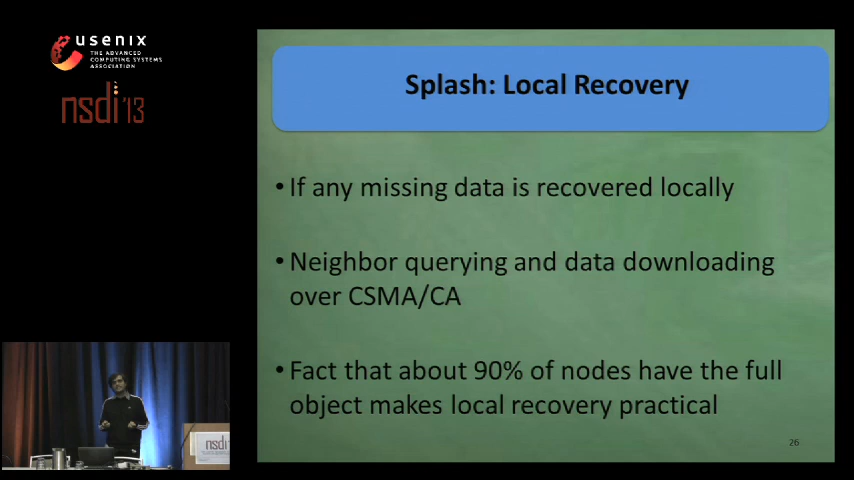 usenix
THE ADVANCED
COMPUTING SYSTEMS
ASSOCIATION
nsdi '13
Splash: Local Recovery
• If any missing data is recovered locally
• Neighbor querying and data downloading
over CSMA/CA
• Fact that about 90% of nodes have the full
object makes local recovery practical
26
nsdi